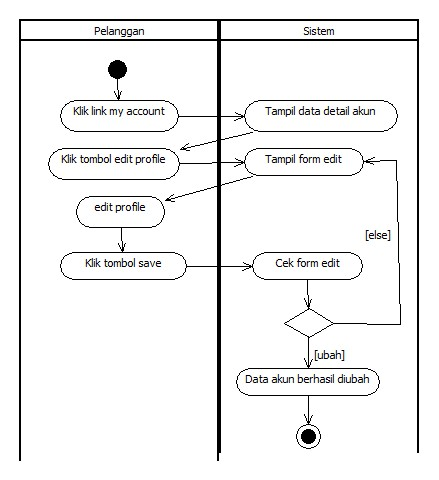 Pelanggan
Sistem
Klik link my account
Tampil data detail akun
Klik tombol edit profile
Tampil form edit
edit profile
[else]
Klik tombol save
Cek form edit
[ubah]
Data akun berhasil diubah